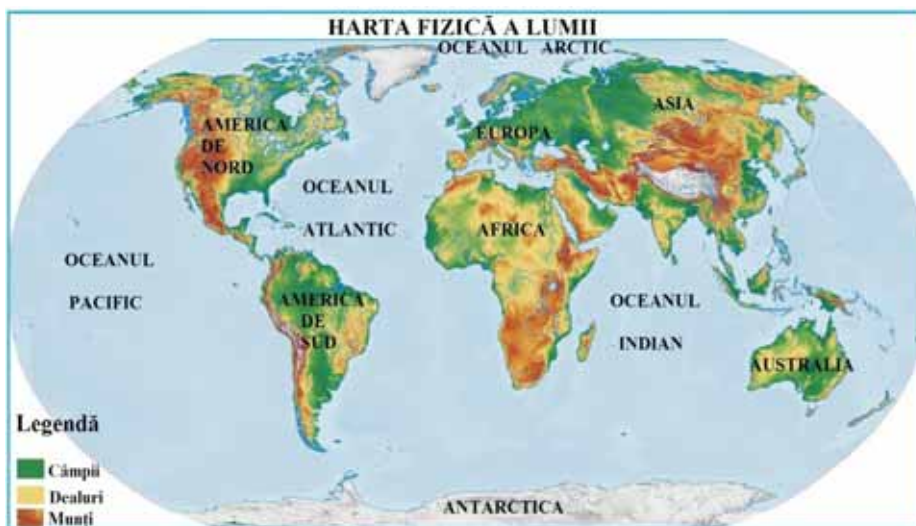 HARTA FIZICĂ A LUMII
OCEANUL ARCTIC
ASIA
AMERICA
DE
NORD
EUROPA
OCEANUL
ATLANTIC
AFRICA
OCEANUL
PACIFIC
AMERICA
DE
SUD
OCEANUL
INDIAN
AUSTRALIA
Legendă
Câmpii
Dealuri
Munti
ANTARCTICA